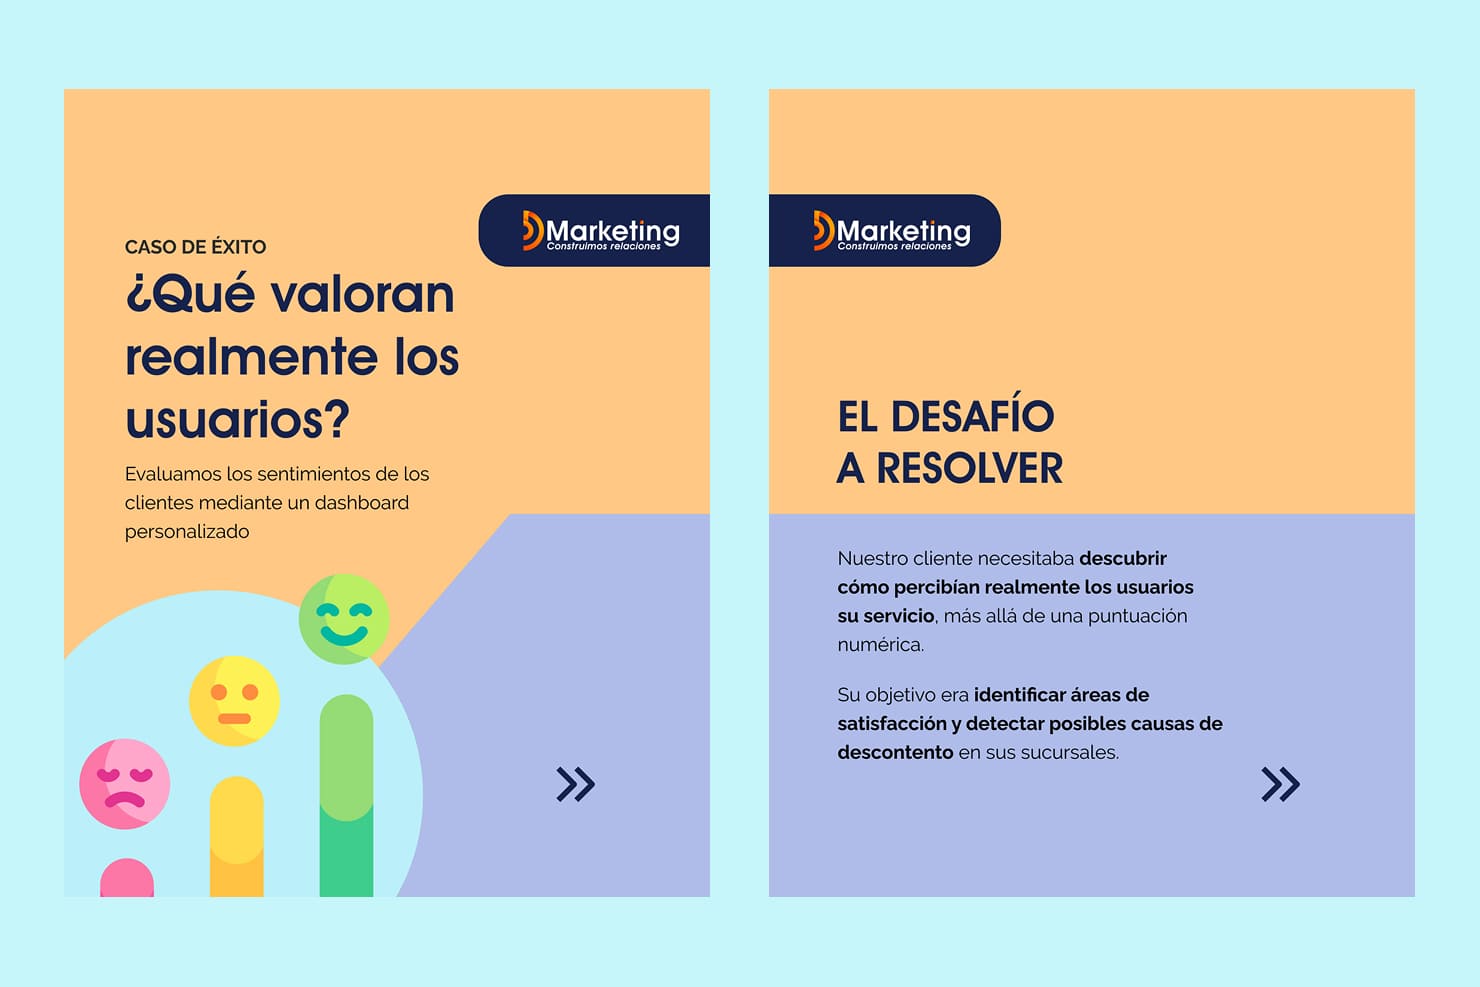 Marketing
Construimos relaciones
CASO DE ÉXITO
¿Qué valoran
realmente los
usuarios?
Evaluamos los sentimientos de los
clientes mediante un dashboard
personalizado
Marketing
Construimos relaciones
EL DESAFÍO
A RESOLVER
Nuestro cliente necesitaba descubrir
cómo percibían realmente los usuarios
su servicio, más allá de una puntuación
numérica.
Su objetivo era identificar áreas de
satisfacción y detectar posibles causas de
descontento en sus sucursales.